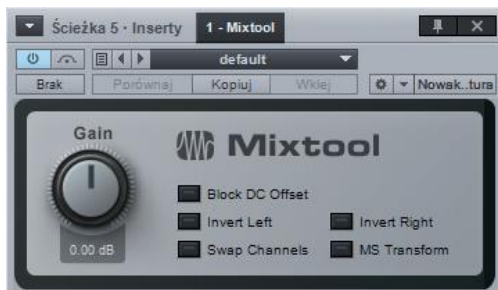 Ścieżka 5 · Inserty 1 - Mixtool
default
Brak Porównaj Kopiuj Wklej Nowak..tura
Gain Mixtool
Block DC Offset
Invert Left Invert Right
0.00 dB Swap Channels MS Transform